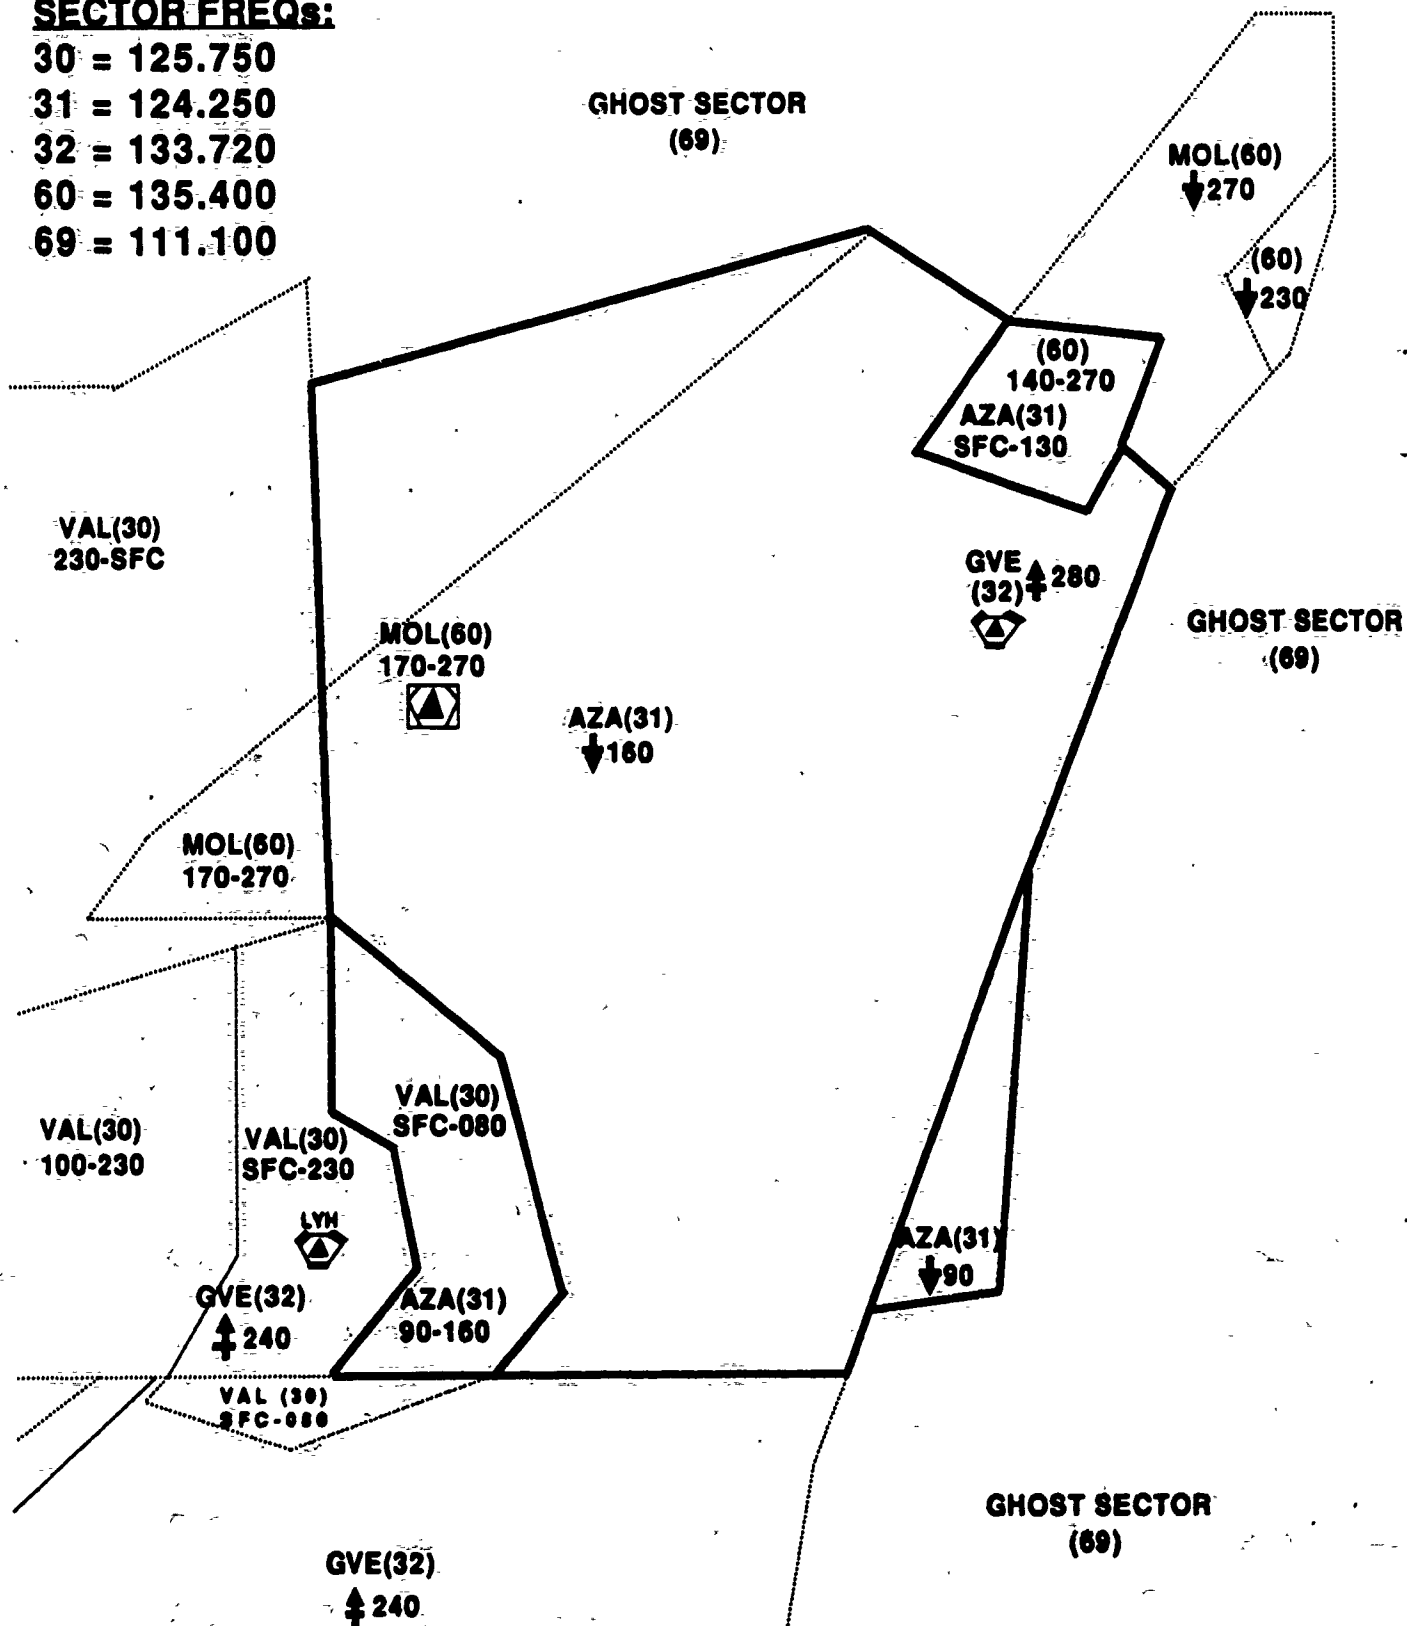 SECTOR FREQs:
30 = 125.750
31 = 124.250
32 = 133.720
60 = 135.400
69 = 111.100
GHOST SECTOR
(69)
MOL(60)
270
(60)
230
(60)
140-270
AZA(31)
SFC-130
VAL(30)
230-SFC
GVE
(32)
280
GHOST SECTOR
(69)
MOL(60)
170-270
AZA(31)
160
MOL(60)
170-270
VAL(30)
SFC-080
VAL(30)
100-230
VAL(30)
SFC-230
LYH
AZA(31)
90
GVE(32)
240
AZA(31)
90-160
VAL (30)
SFC-080
GHOST SECTOR
(69)
GVE(32)
240